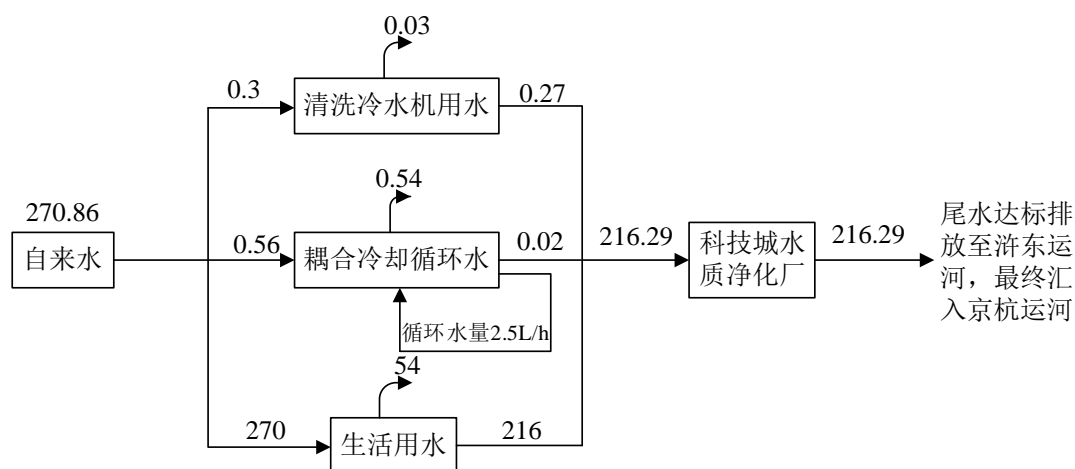 0.03
0.3
清洗冷水机用水
0.27
0.54
270.86
自来水
0.56
耦合冷却循环水
0.02
216.29
科技城水
质净化厂
216.29
尾水达标排
放至浒东运
河，最终汇
入京杭运河
循环水量2.5L/h
54
270
生活用水
216